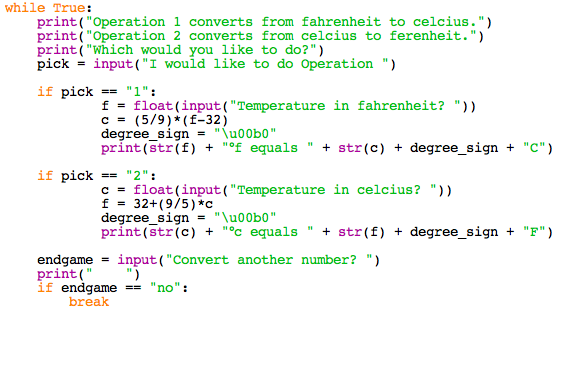 while True:
    print("Operation 1 converts from fahrenheit to celcius.")
    print("Operation 2 converts from celcius to ferenheit.")
    print("Which would you like to do?")
    pick = input("I would like to do Operation ")
    if pick == "1":
            f = float(input("Temperature in fahrenheit? "))
            c = (5/9)*(f-32)
            degree_sign = "\u00b0"
            print(str(f) + "°f equals " + str(c) + degree_sign + "C")
    if pick == "2":
            c = float(input("Temperature in celcius? "))
            f = 32+(9/5)*c
            degree_sign = "\u00b0"
            print(str(c) + "°c equals " + str(f) + degree_sign + "F")
    endgame = input("Convert another number? ")
    print("    ")
    if endgame == "no":
        break